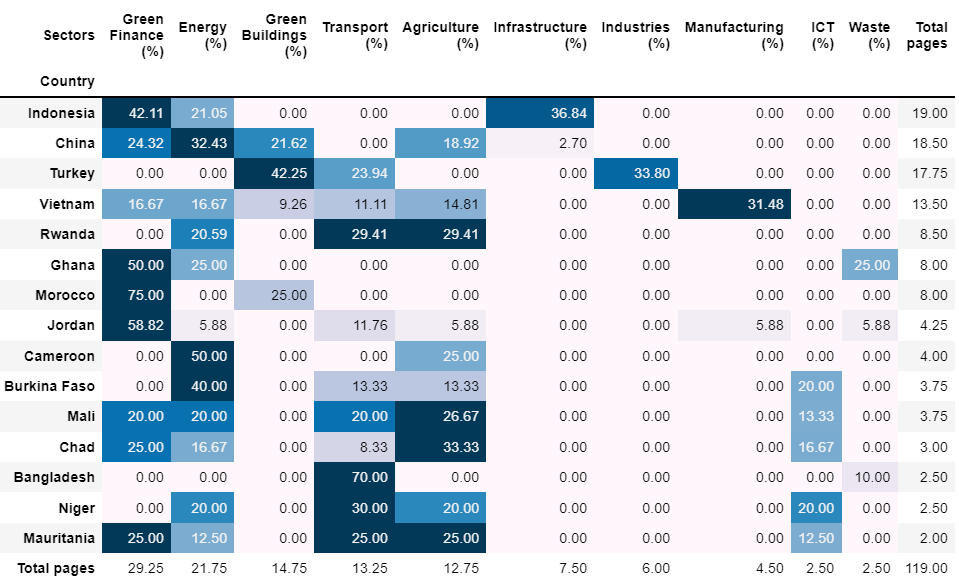 Sectors Green Finance (%) Energy (%) Green Buildings (%) Transport (%) Agriculture (%) Infrastructure (%) Industries (%) Manufacturing (%) ICT (%) Waste (%) Total pages
Country
Indonesia 42.11 21.05 0.00 0.00 0.00 36.84 0.00 0.00 0.00 0.00 19.00
China 24.32 32.43 21.62 0.00 18.92 2.70 0.00 0.00 0.00 0.00 18.50
Turkey 0.00 0.00 42.25 23.94 0.00 0.00 33.80 0.00 0.00 0.00 17.75
Vietnam 16.67 16.67 9.26 11.11 14.81 0.00 0.00 31.48 0.00 0.00 13.50
Rwanda 0.00 20.59 0.00 29.41 29.41 0.00 0.00 0.00 0.00 0.00 8.50
Ghana 50.00 25.00 0.00 0.00 0.00 0.00 0.00 0.00 0.00 25.00 8.00
Morocco 75.00 0.00 25.00 0.00 0.00 0.00 0.00 0.00 0.00 0.00 8.00
Jordan 58.82 5.88 0.00 11.76 5.88 0.00 0.00 5.88 0.00 5.88 4.25
Cameroon 0.00 50.00 0.00 0.00 25.00 0.00 0.00 0.00 0.00 0.00 4.00
Burkina Faso 0.00 40.00 0.00 13.33 13.33 0.00 0.00 0.00 20.00 0.00 3.75
Mali 20.00 20.00 0.00 20.00 26.67 0.00 0.00 0.00 13.33 0.00 3.75
Chad 25.00 16.67 0.00 8.33 33.33 0.00 0.00 0.00 16.67 0.00 3.00
Bangladesh 0.00 0.00 0.00 70.00 0.00 0.00 0.00 0.00 0.00 10.00 2.50
Niger 0.00 20.00 0.00 30.00 20.00 0.00 0.00 0.00 20.00 0.00 2.50
Mauritania 25.00 12.50 0.00 25.00 25.00 0.00 0.00 0.00 12.50 0.00 2.00
Total pages 29.25 21.75 14.75 13.25 12.75 7.50 6.00 4.50 2.50 2.50 119.00